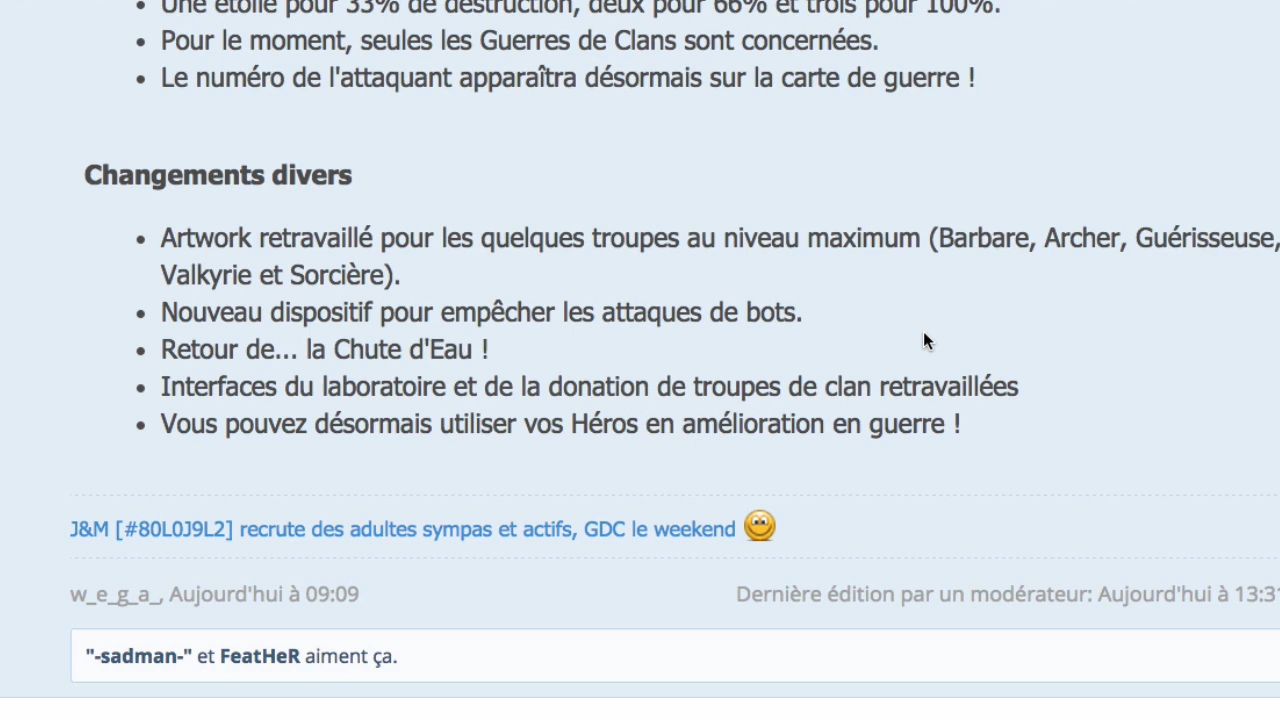 • Une étoile pour 33% de destruction, deux pour 66% et trois pour 100%.
• Pour le moment, seules les Guerres de Clans sont concernées.
• Le numéro de l'attaquant apparaîtra désormais sur la carte de guerre !
Changements divers
• Artwork retravaillé pour les quelques troupes au niveau maximum (Barbare, Archer, Guérisseuse,
Valkyrie et Sorcière).
• Nouveau dispositif pour empêcher les attaques de bots.
• Retour de... la Chute d'Eau !
• Interfaces du laboratoire et de la donation de troupes de clan retravaillées
• Vous pouvez désormais utiliser vos Héros en amélioration en guerre !
J&M [#80L0J9L2] recrute des adultes sympas et actifs, GDC le weekend
w_e_g_a_, Aujourd'hui à 09:09
Dernière édition par un modérateur: Aujourd'hui à 13:31
"-sadman-" et FeatHeR aiment ça.